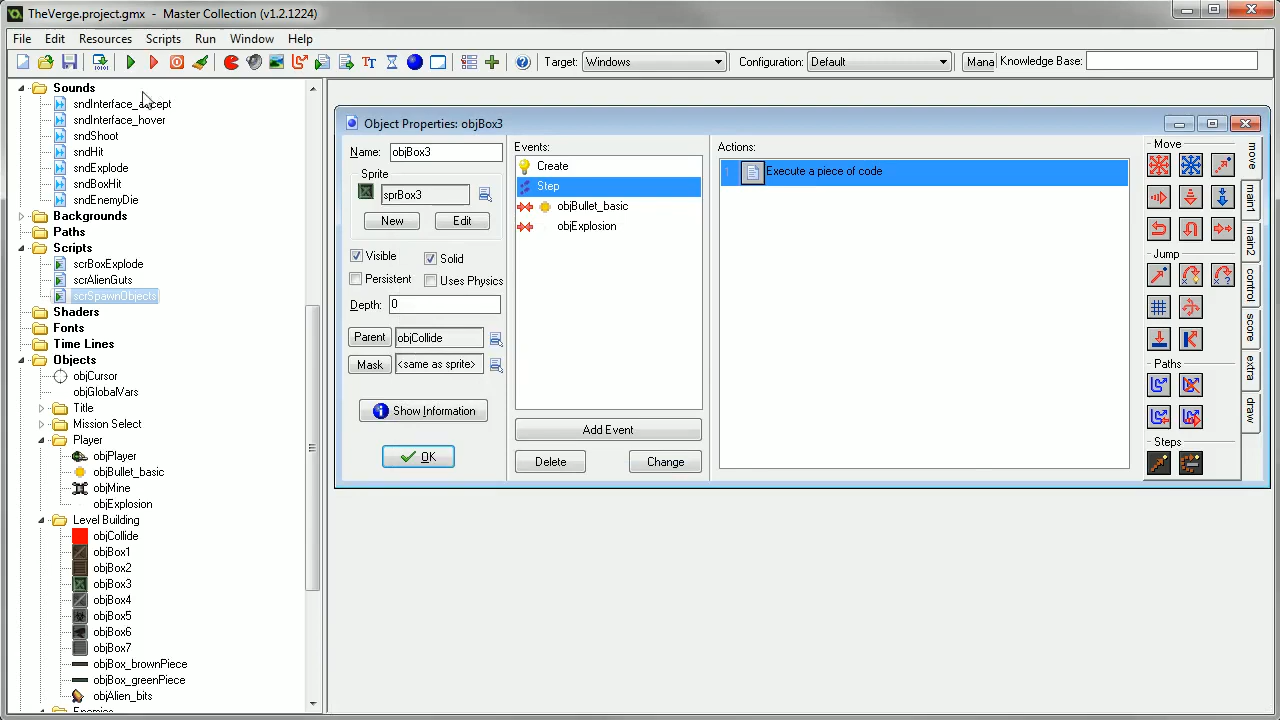 TheVerge.project.gmx - Master Collection (v1.2.1224)
File Edit Resources Scripts Run Window Help
Target: Windows Configuration: Default Mana Knowledge Base:
Sounds
sndInterface_accept
sndInterface_hover
sndShoot
sndHit
sndExplode
sndBoxHit
sndEnemyDie
Backgrounds
Paths
Scripts
scrBoxExplode
scrAlienGuts
scrSpawnObjects
Shaders
Fonts
Time Lines
Objects
objCursor
objGlobalVars
Title
Mission Select
Player
objPlayer
objBullet_basic
objMine
objExplosion
Level Building
objCollide
objBox1
objBox2
objBox3
objBox4
objBox5
objBox6
objBox7
objBox_brownPiece
objBox_greenPiece
objAlien_bits
Enemies
Object Properties: objBox3
Name: objBox3
Sprite
sprBox3
New Edit
Visible Solid
Persistent Uses Physics
Depth: 0
Parent objCollide
Mask <same as sprite>
Show Information
OK
Events:
Create
Step
objBullet_basic
objExplosion
Add Event
Delete Change
Actions:
1 Execute a piece of code
Move
Jump
Paths
Steps
move
main1
main2
control
score
extra
draw